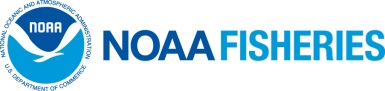 NATIONAL OCEANIC AND ATMOSPHERIC ADMINISTRATION
NOAA
U.S. DEPARTMENT OF COMMERCE
NOAA FISHERIES